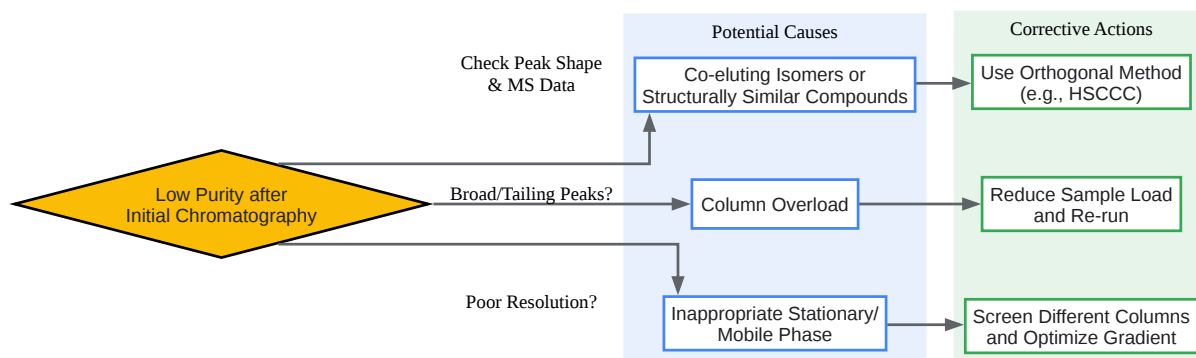 Potential Causes
Corrective Actions
Check Peak Shape
& MS Data
Co-eluting Isomers or
Structurally Similar Compounds
Use Orthogonal Method
(e.g., HSCCC)
Low Purity after
Initial Chromatography
Broad/Tailing Peaks?
Column Overload
Reduce Sample Load
and Re-run
Poor Resolution?
Inappropriate Stationary/
Mobile Phase
Screen Different Columns
and Optimize Gradient